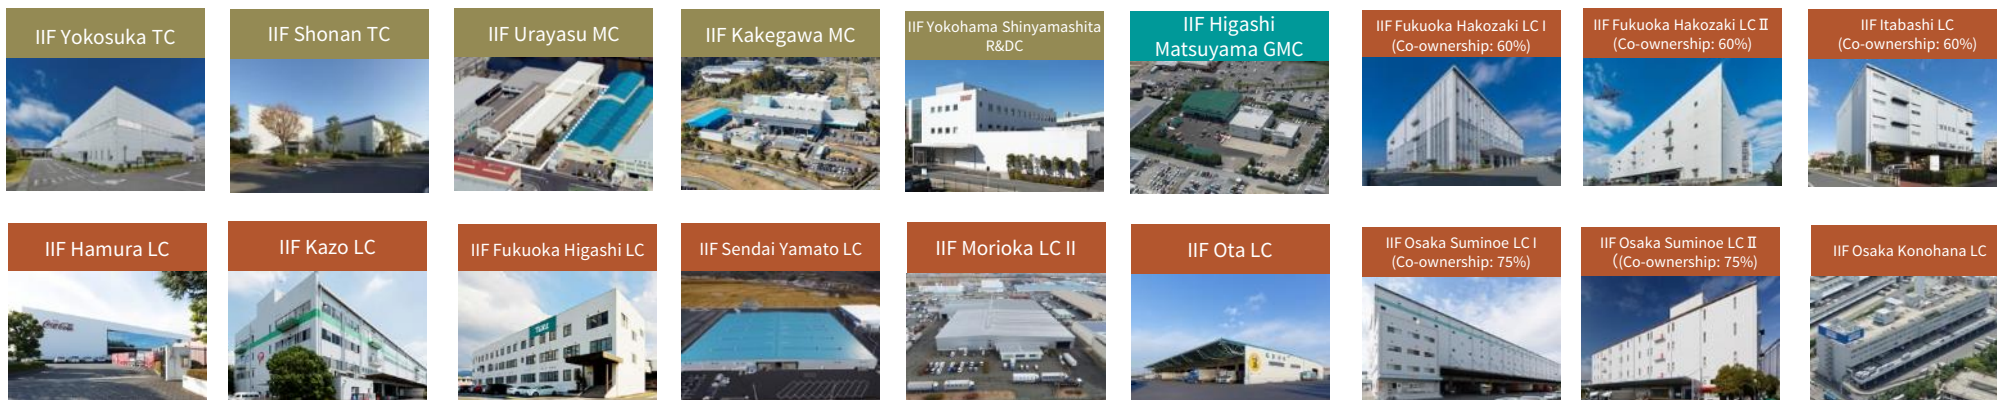 IIF Yokosuka TC
IIF Shonan TC
IIF Urayasu MC
IIF Kakegawa MC
IIF Yokohama Shinyamashita
R&DC
IIF Higashi
Matsuyama GMC
IIF Fukuoka Hakozaki LC I
(Co-ownership: 60%)
IIF Fukuoka Hakozaki LC Ⅱ
(Co-ownership: 60%)
IIF Itabashi LC
(Co-ownership: 60%)
IIF Hamura LC
Coca-Cola
IIF Kazo LC
IIF Fukuoka Higashi LC
IIF Sendai Yamato LC
IIF Morioka LC II
IIF Ota LC
IIF Osaka Suminoe LC I
(Co-ownership: 75%)
IIF Osaka Suminoe LC Ⅱ
((Co-ownership: 75%)
IIF Osaka Konohana LC